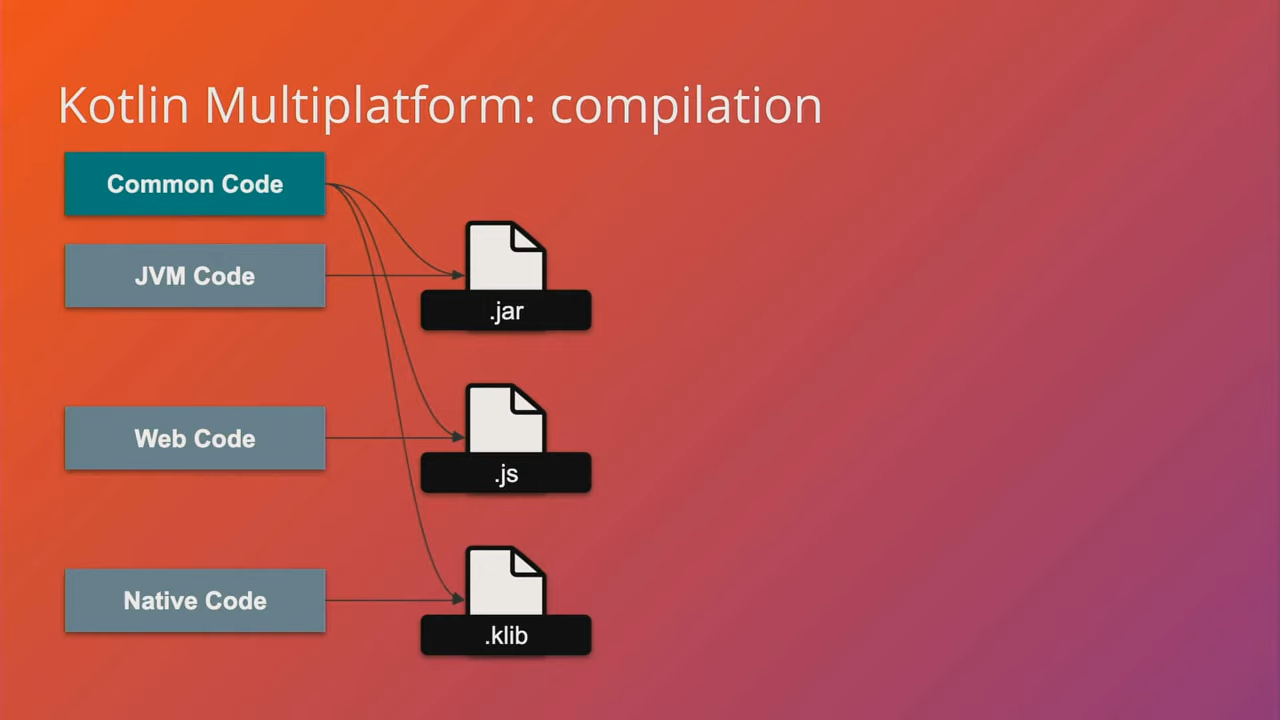 Kotlin Multiplatform: compilation
Common Code
JVM Code
.jar
Web Code
.js
Native Code
.klib